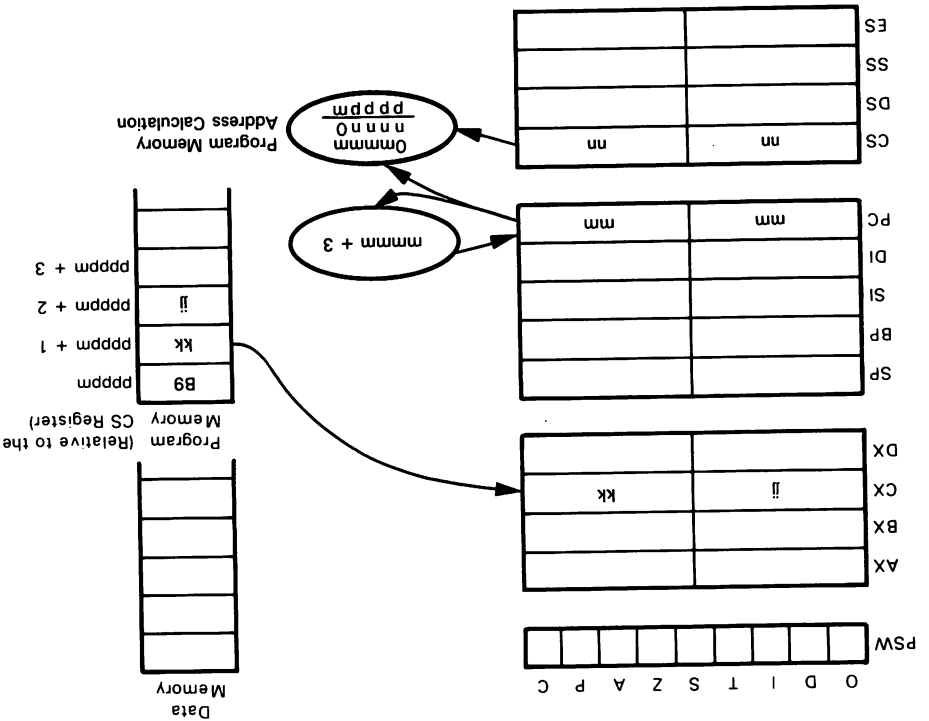 O D I T S Z A P C
PSW
AX
BX
CX jj kk
DX
SP
BP
SI
DI
PC mm mm
CS nn nn
DS
SS
ES
Data
Memory
Program
Memory
(Relative to the
CS Register)
B9 ppppm
kk ppppm + 1
jj ppppm + 2
ppppm + 3
mmmm + 3
0mmmm
nnnn0
ppppm
Program Memory
Address Calculation